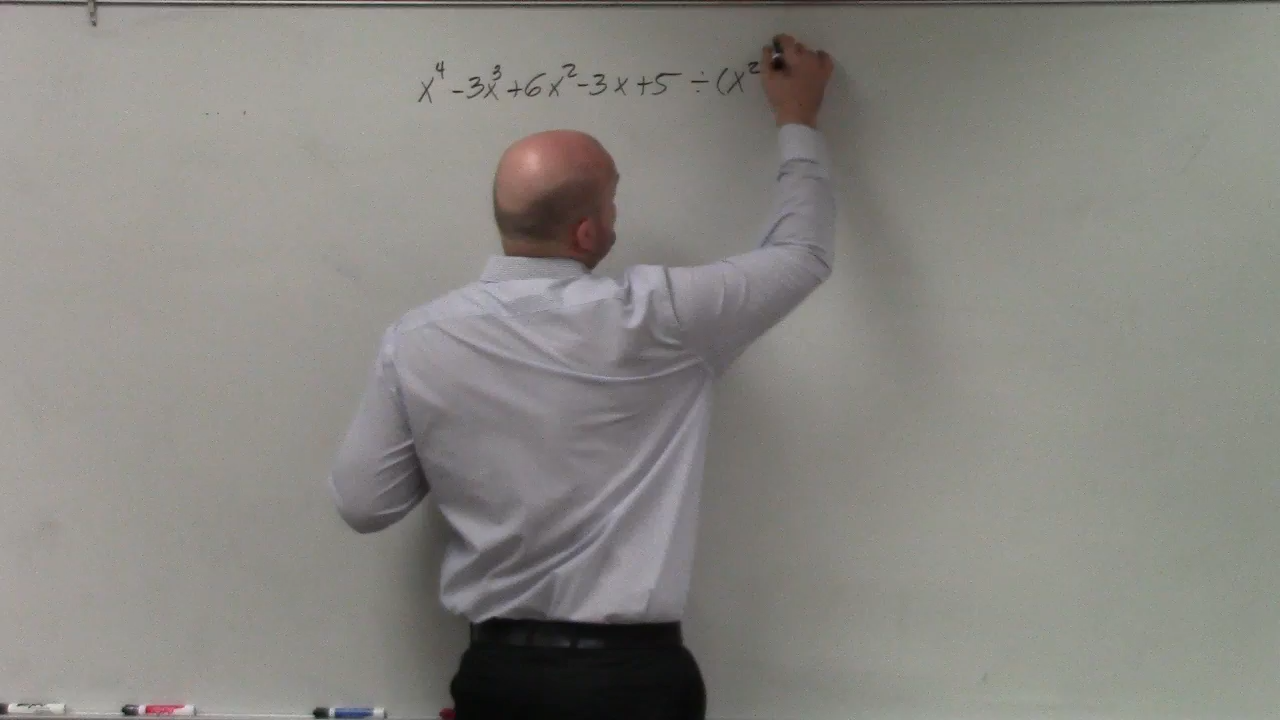 x⁴ - 3x³ + 6x² - 3x + 5 ÷ (x²